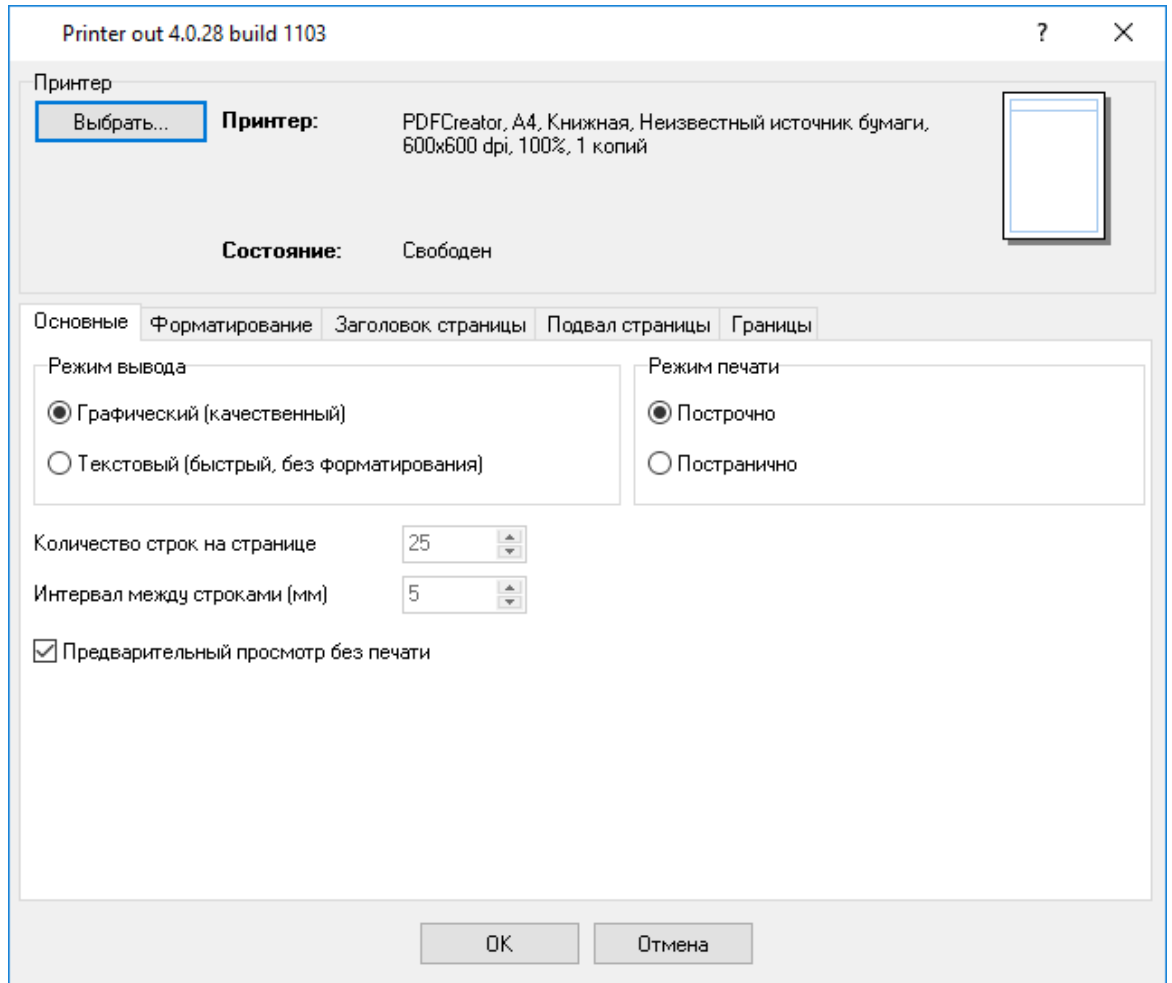 Printer out 4.0.28 build 1103
?
Принтер
Выбрать...
Принтер:
PDFCreator, A4, Книжная, Неизвестный источник бумаги,
600x600 dpi, 100%, 1 копий
Состояние:
Свободен
Основные
Форматирование
Заголовок страницы
Подвал страницы
Границы
Режим вывода
Графический (качественный)
Текстовый (быстрый, без форматирования)
Режим печати
Построчно
Постранично
Количество строк на странице
25
Интервал между строками (мм)
5
Предварительный просмотр без печати
OK
Отмена